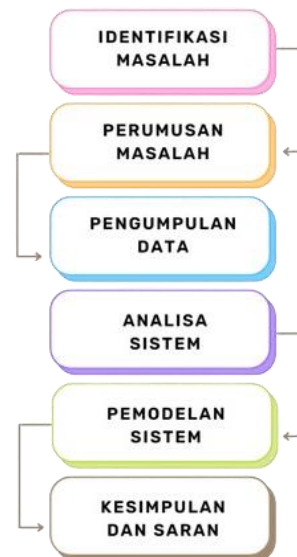 IDENTIFIKASI
MASALAH
PERUMUSAN
MASALAH
PENGUMPULAN
DATA
ANALISA
SISTEM
PEMODELAN
SISTEM
KESIMPULAN
DAN SARAN